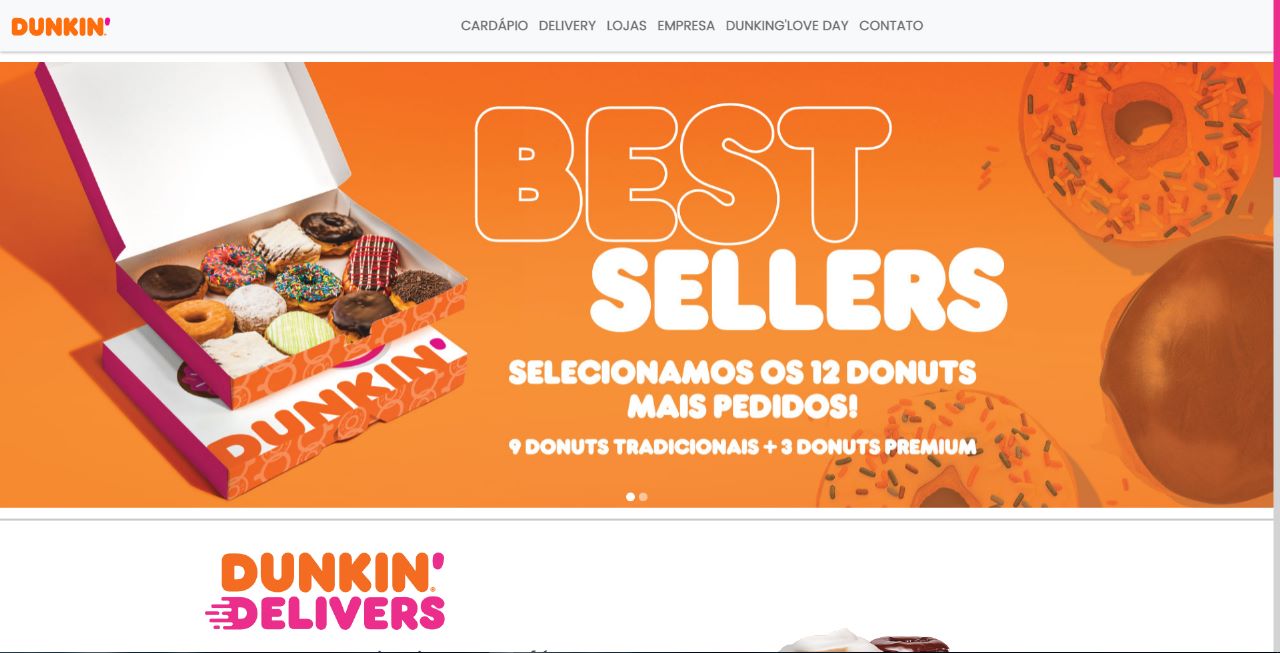 DUNKIN'
CARDÁPIO DELIVERY LOJAS EMPRESA DUNKING'LOVE DAY CONTATO
BEST
SELLERS
SELECIONAMOS OS 12 DONUTS
MAIS PEDIDOS!
9 DONUTS TRADICIONAIS + 3 DONUTS PREMIUM
DUNKIN'
DUNKIN'
DELIVERS